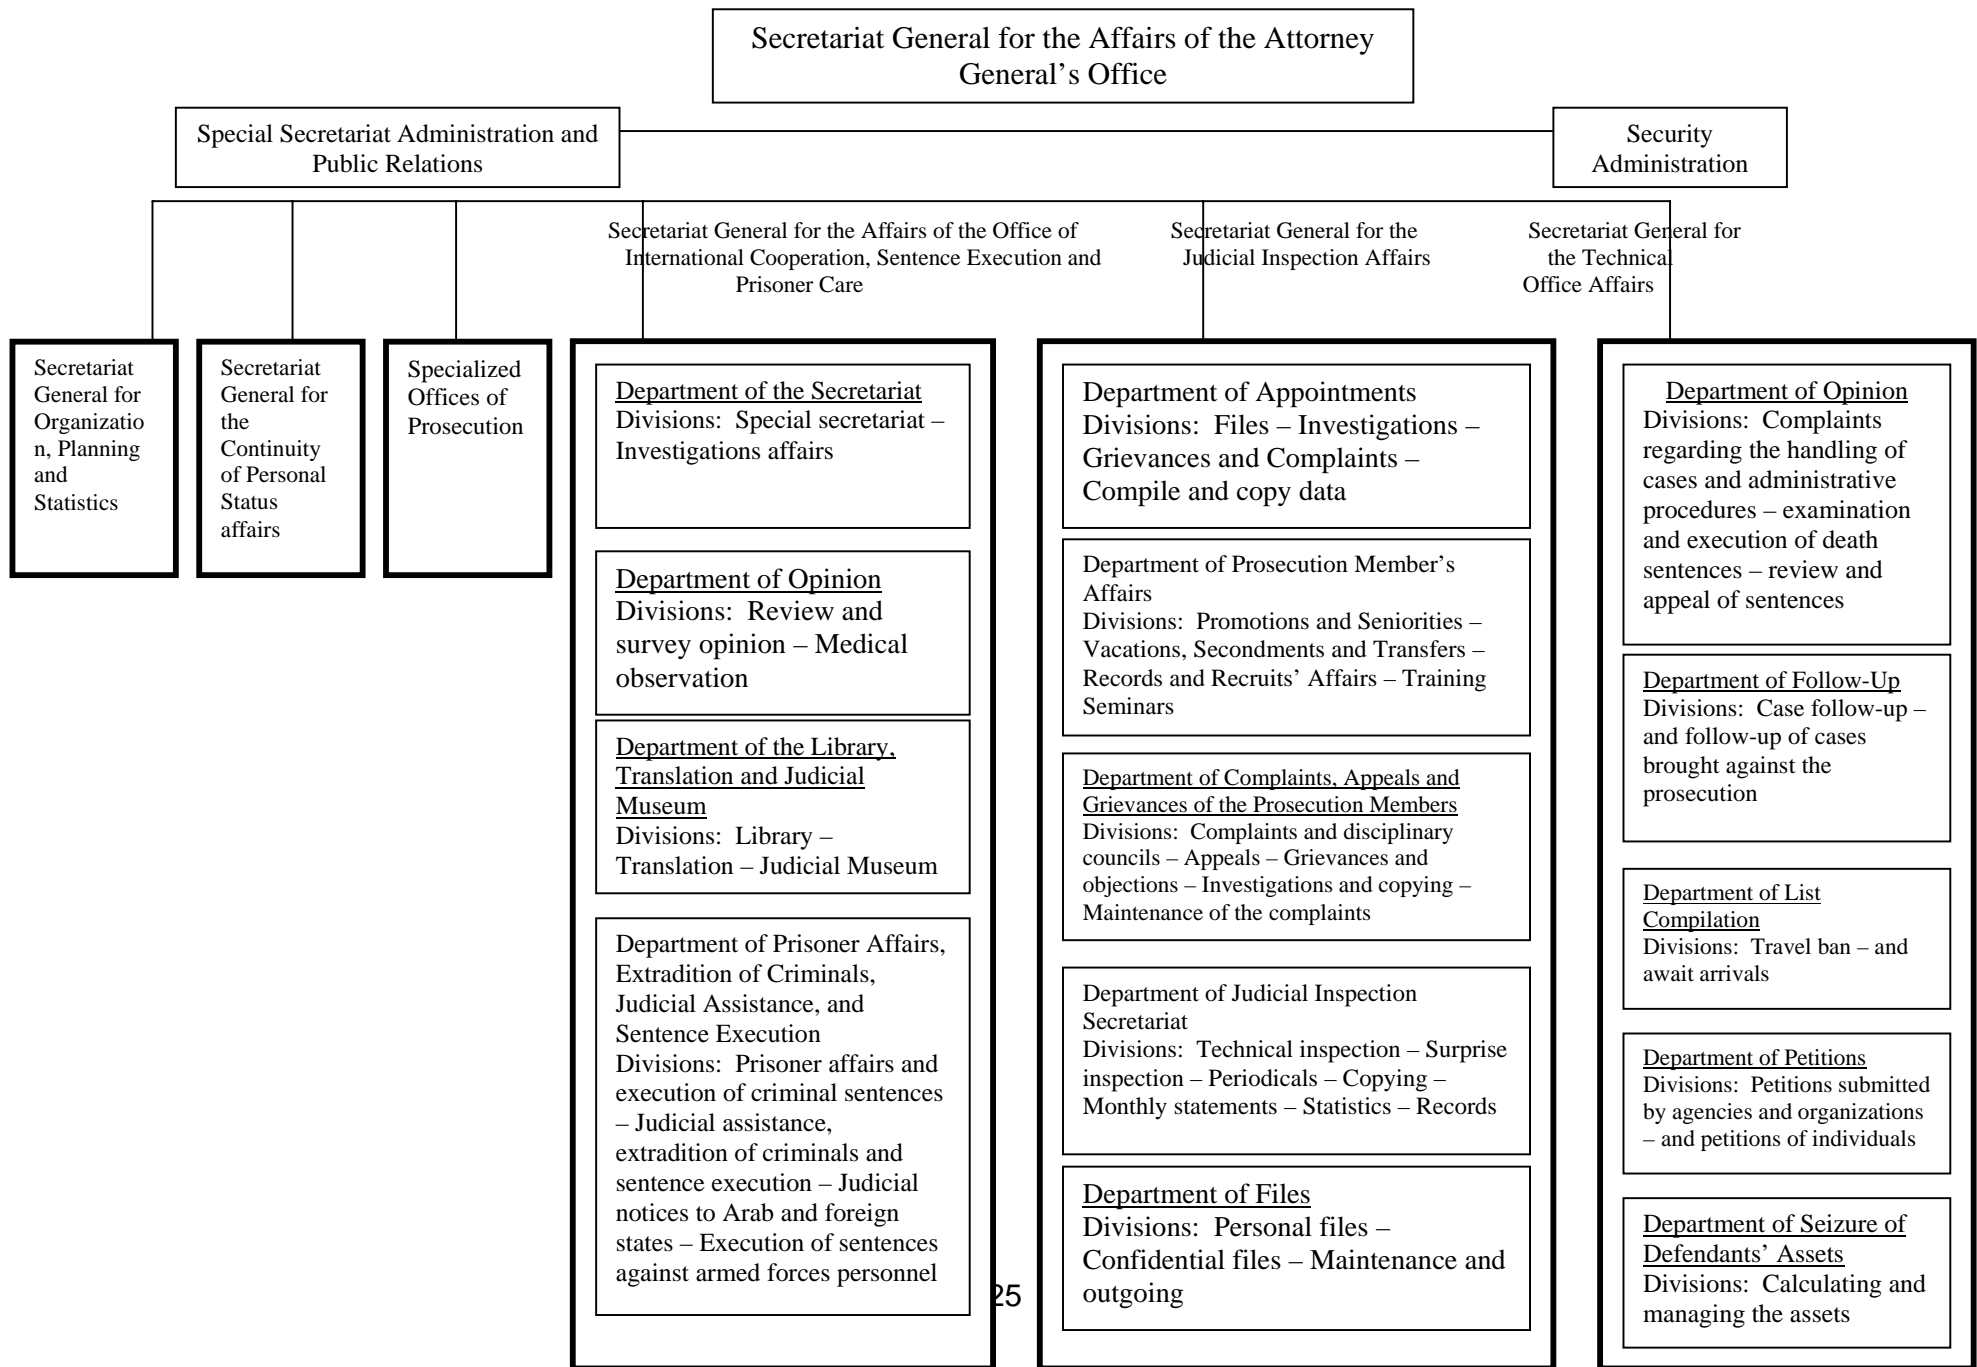 Secretariat General for the Affairs of the Attorney
General’s Office
Special Secretariat Administration and
Public Relations
Security
Administration
Secretariat General for the Affairs of the Office of
International Cooperation, Sentence Execution and
Prisoner Care
Secretariat General for the
Judicial Inspection Affairs
Secretariat General for
the Technical
Office Affairs
Secretariat
General for
Organizatio
n, Planning
and
Statistics
Secretariat
General for
the
Continuity
of Personal
Status
affairs
Specialized
Offices of
Prosecution
Department of the Secretariat
Divisions:  Special secretariat –
Investigations affairs
Department of Opinion
Divisions:  Review and
survey opinion – Medical
observation
Department of the Library,
Translation and Judicial
Museum
Divisions:  Library –
Translation – Judicial Museum
Department of Prisoner Affairs,
Extradition of Criminals,
Judicial Assistance, and
Sentence Execution
Divisions:  Prisoner affairs and
execution of criminal sentences
– Judicial assistance,
extradition of criminals and
sentence execution – Judicial
notices to Arab and foreign
states – Execution of sentences
against armed forces personnel
Department of Appointments
Divisions:  Files – Investigations –
Grievances and Complaints –
Compile and copy data
Department of Prosecution Member’s
Affairs
Divisions:  Promotions and Seniorities –
Vacations, Secondments and Transfers –
Records and Recruits’ Affairs – Training
Seminars
Department of Complaints, Appeals and
Grievances of the Prosecution Members
Divisions:  Complaints and disciplinary
councils – Appeals – Grievances and
objections – Investigations and copying –
Maintenance of the complaints
Department of Judicial Inspection
Secretariat
Divisions:  Technical inspection – Surprise
inspection – Periodicals – Copying –
Monthly statements – Statistics – Records
Department of Files
Divisions:  Personal files –
Confidential files – Maintenance and
outgoing
Department of Opinion
Divisions:  Complaints
regarding the handling of
cases and administrative
procedures – examination
and execution of death
sentences – review and
appeal of sentences
Department of Follow-Up
Divisions:  Case follow-up –
and follow-up of cases
brought against the
prosecution
Department of List
Compilation
Divisions:  Travel ban – and
await arrivals
Department of Petitions
Divisions:  Petitions submitted
by agencies and organizations
– and petitions of individuals
Department of Seizure of
Defendants’ Assets
Divisions:  Calculating and
managing the assets
25